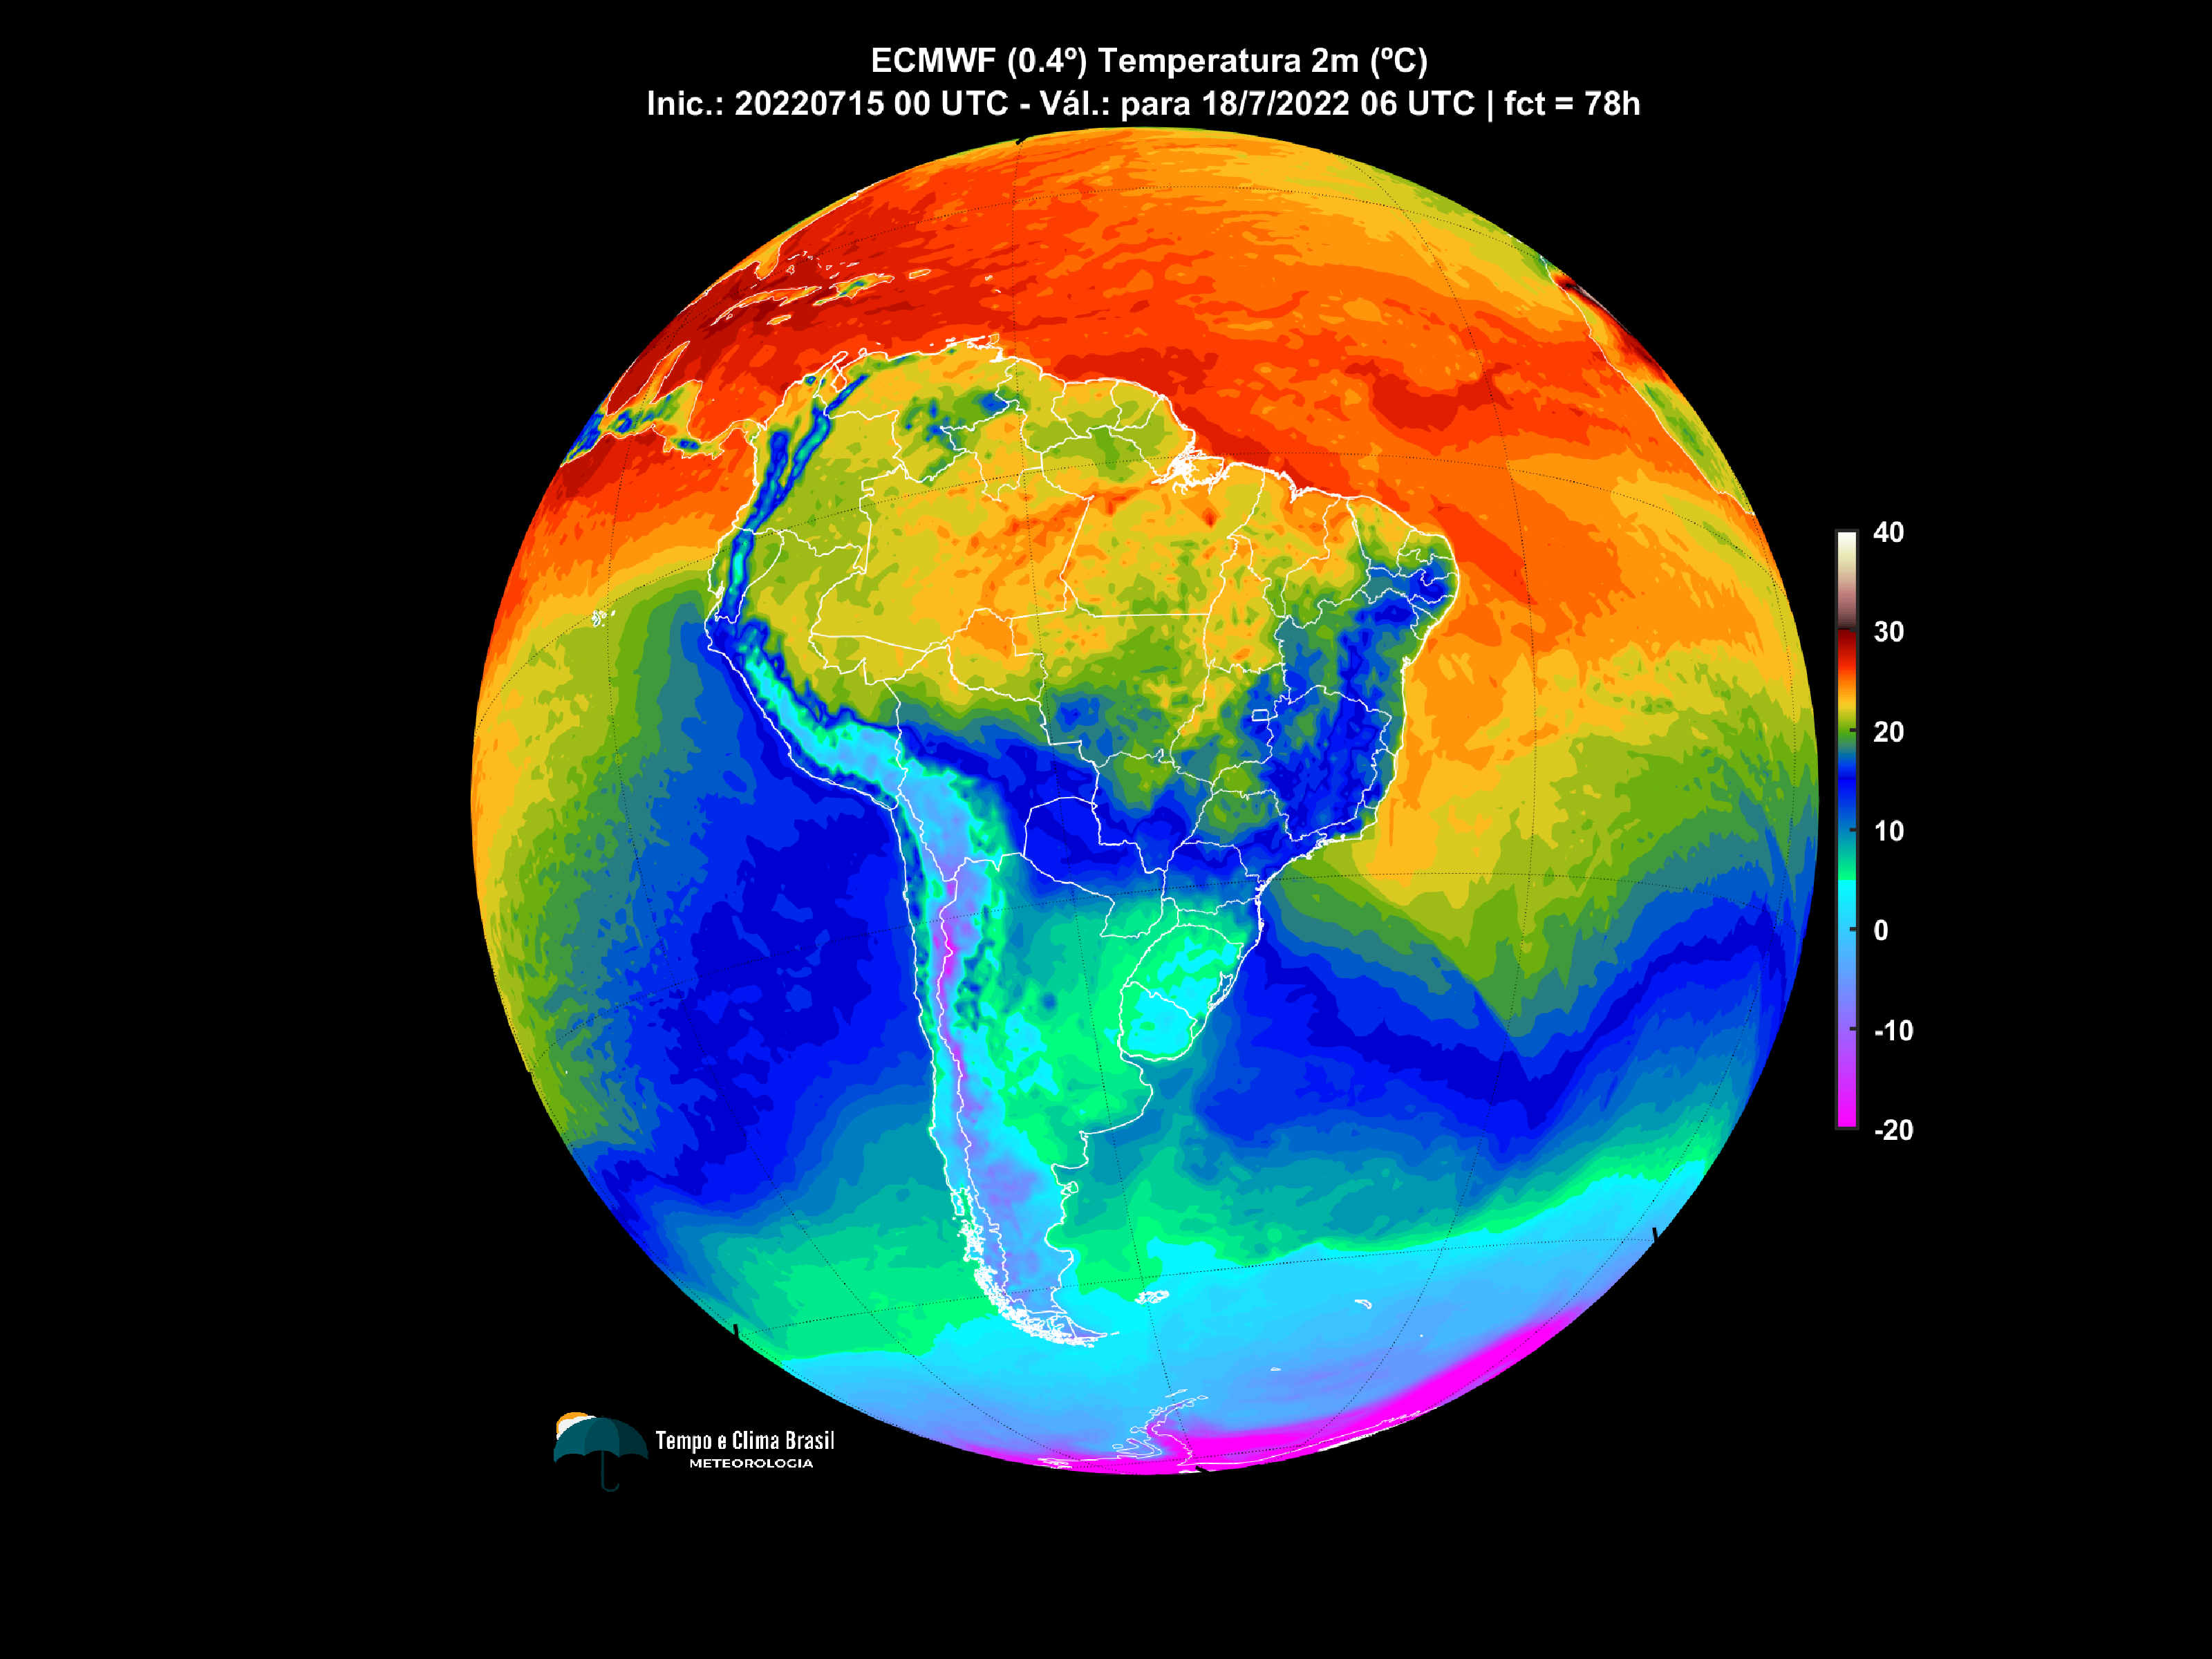 ECMWF (0.4º) Temperatura 2m (ºC)
Inic.: 20220715 00 UTC - Vál.: para 18/7/2022 06 UTC | fct = 78h
40
30
20
10
0
-10
-20
Tempo e Clima Brasil
METEOROLOGIA